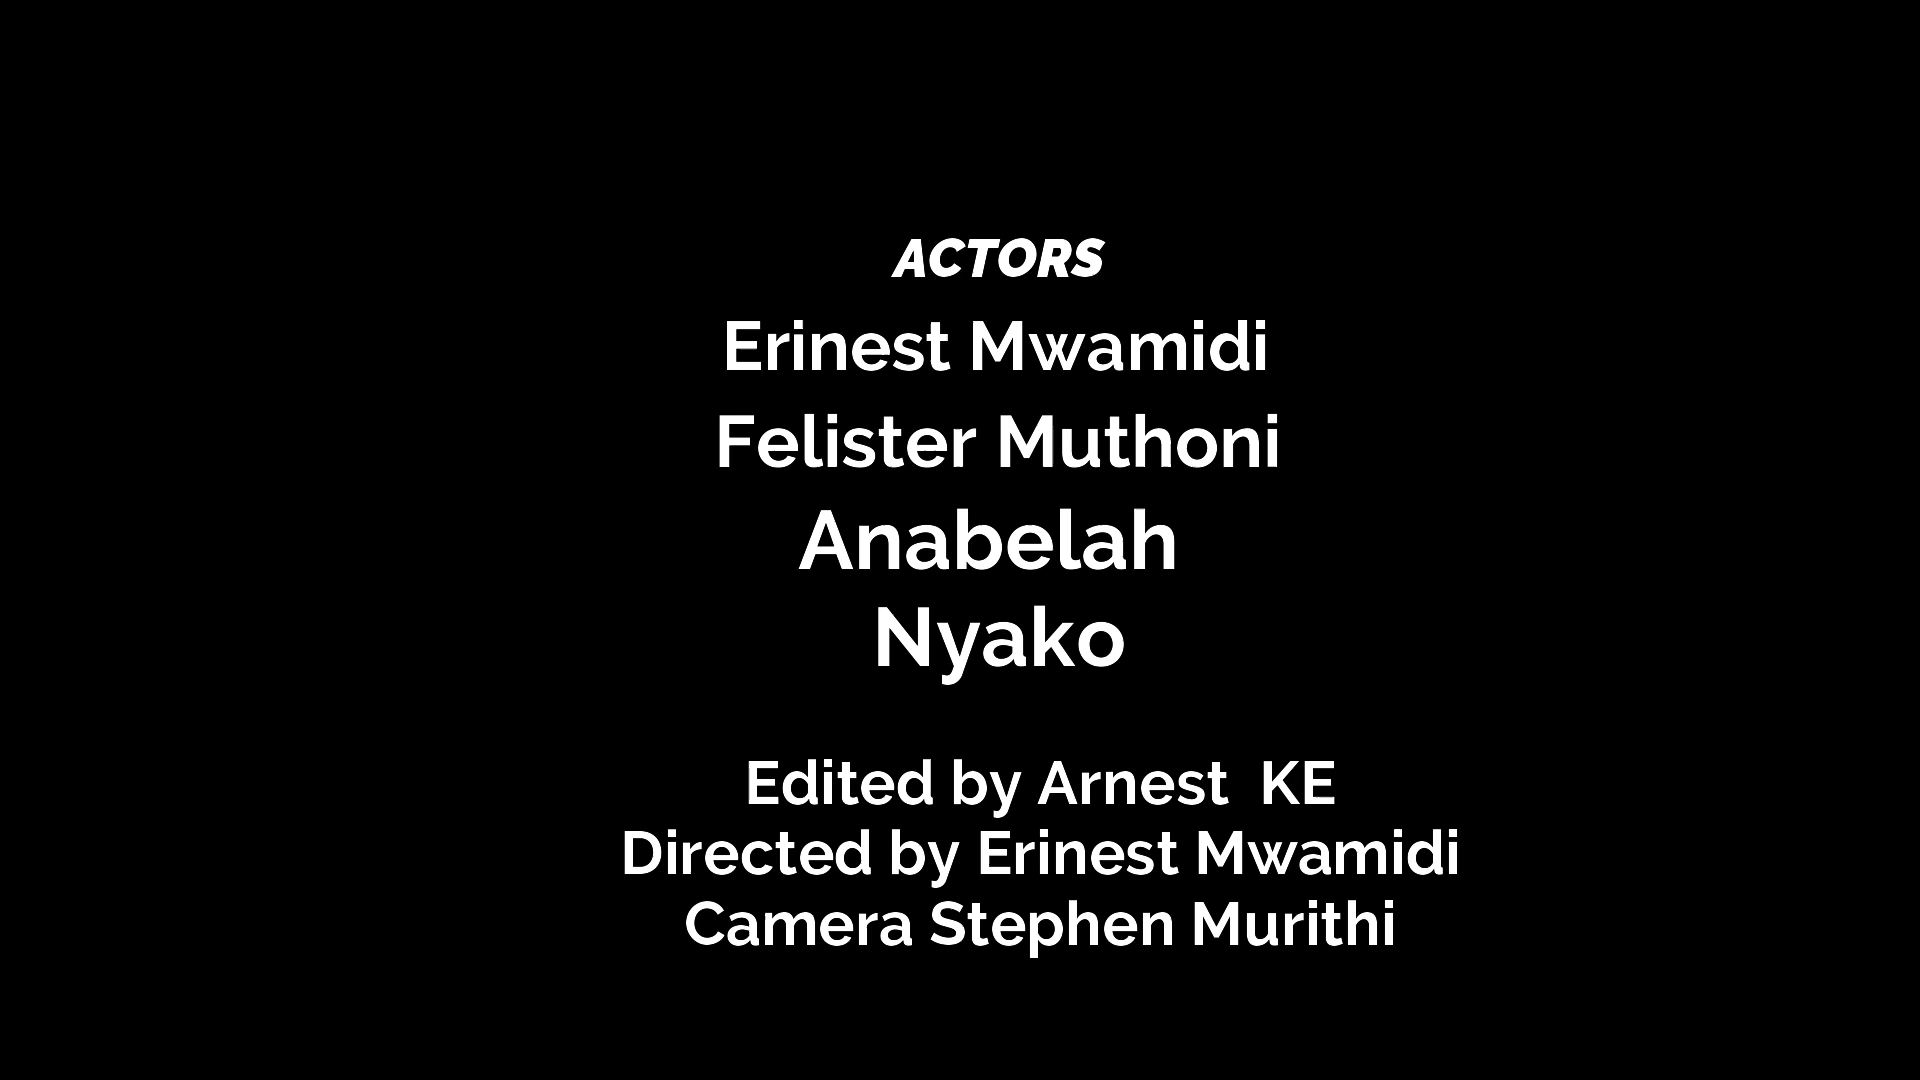 ACTORS
Erinest Mwamidi
Felister Muthoni
Anabelah
Nyako
Edited by Arnest  KE
Directed by Erinest Mwamidi
Camera Stephen Murithi